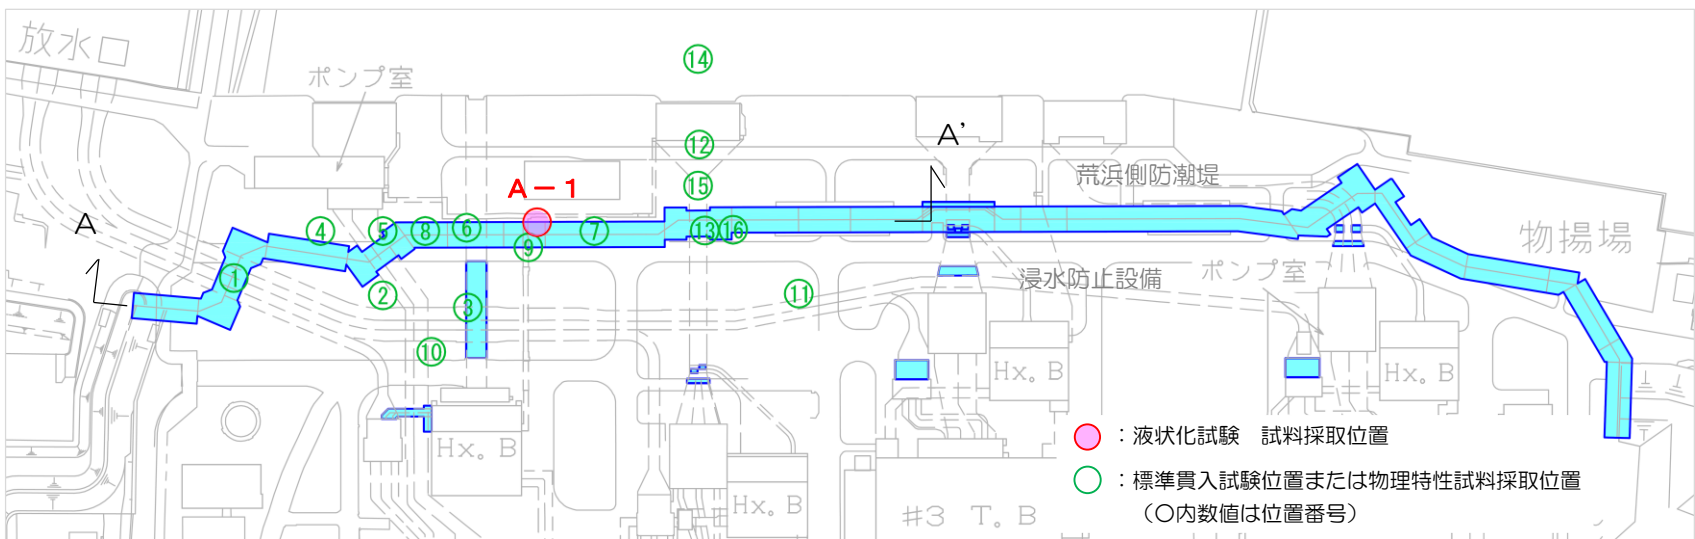 放水口
ポンプ室
⑭
⑫
A'
荒浜側防潮堤
A-1
⑮
A
④
⑤
⑧
⑥
⑨
⑦
⑬
⑯
物揚場
①
②
③
⑪
浸水防止設備
ポンプ室
⑩
Hx。B
Hx。B
Hx。B
Hx。B
#3 T。B
：液状化試験　試料採取位置
：標準貫入試験位置または物理特性試料採取位置
（○内数値は位置番号）